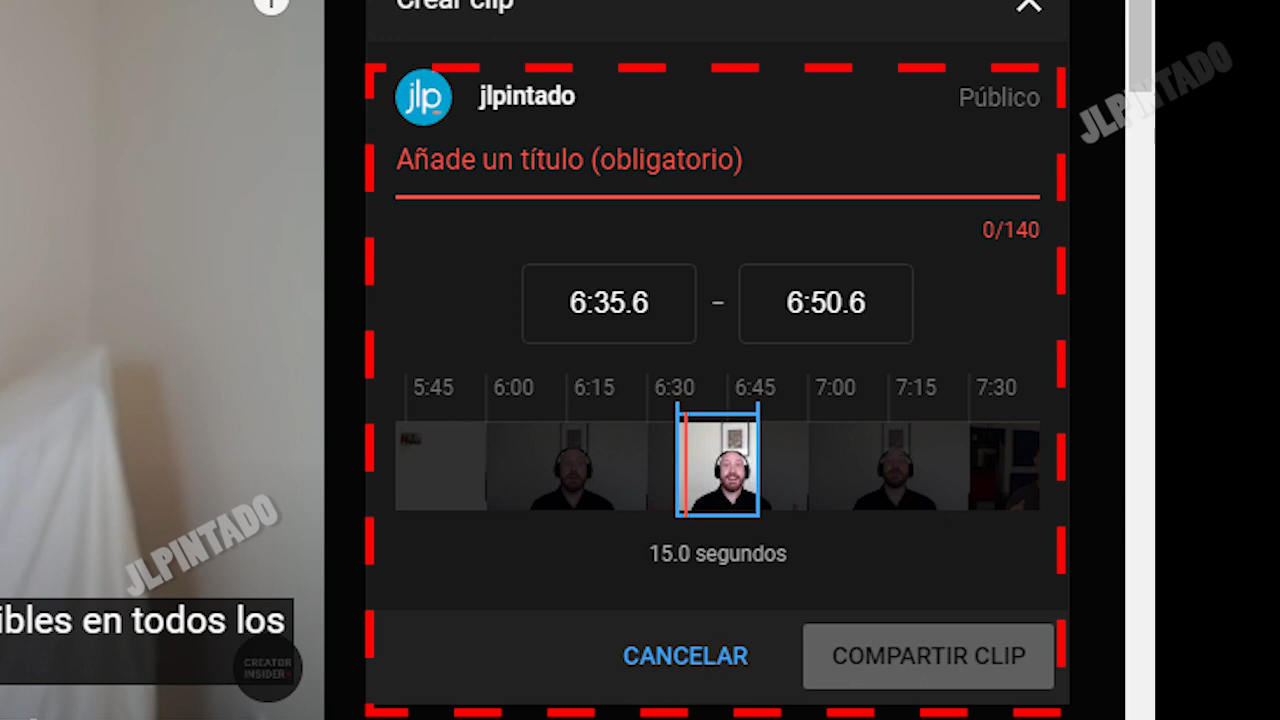 Crear clip
jlp
jlpintado
Público
Añade un título (obligatorio)
0/140
6:35.6 – 6:50.6
5:45 6:00 6:15 6:30 6:45 7:00 7:15 7:30
15.0 segundos
CANCELAR
COMPARTIR CLIP
JLPINTADO
JLPINTADO
ibles en todos los
CREATOR
INSIDER